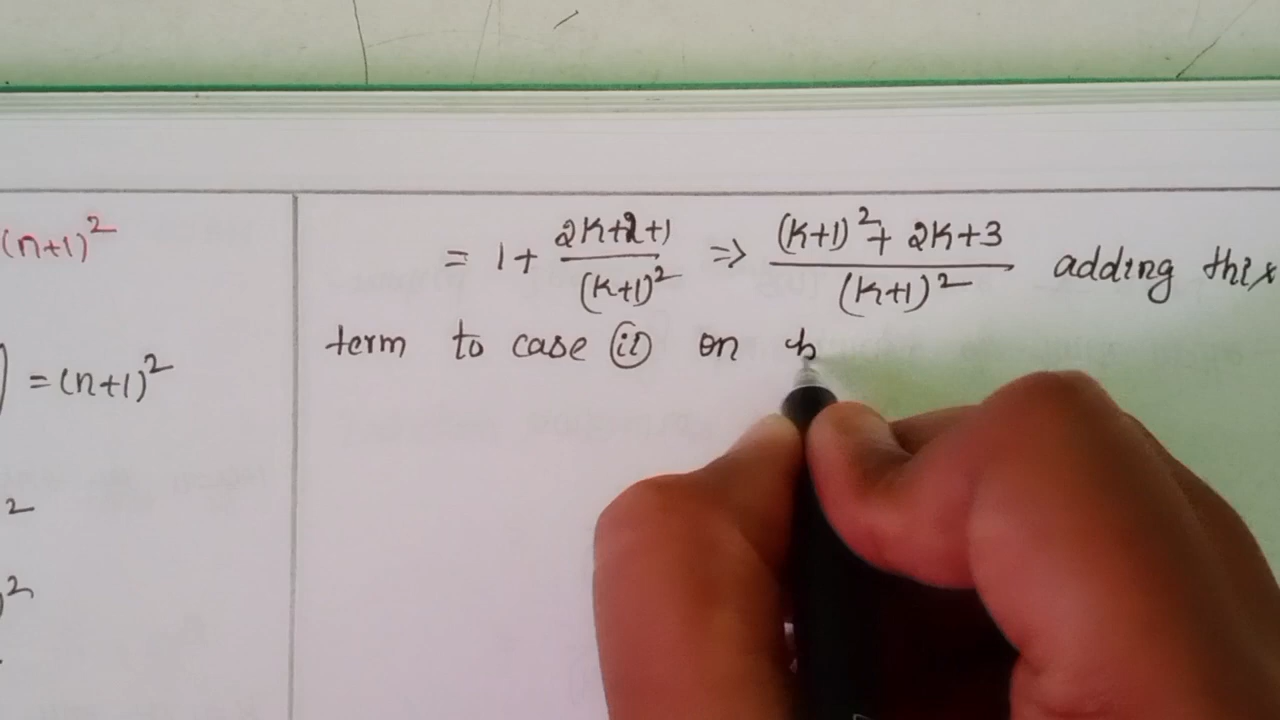 (n+1)²
= 1 + (2k+2+1)/(k+1)² => ((k+1)² + 2k+3)/(k+1)² adding this
term to case (ii) on b
) = (n+1)²
2
)²